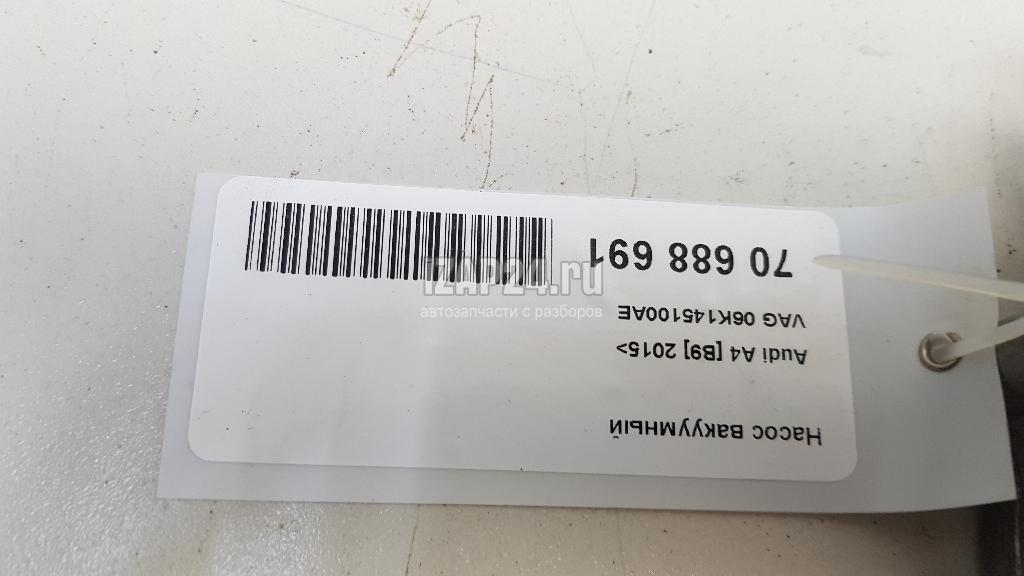 Насос вакуумный
Audi A4 [B9] 2015>
VAG 06K145100AE
70 688 691
IZAP24.ru
автозапчасти с разборов